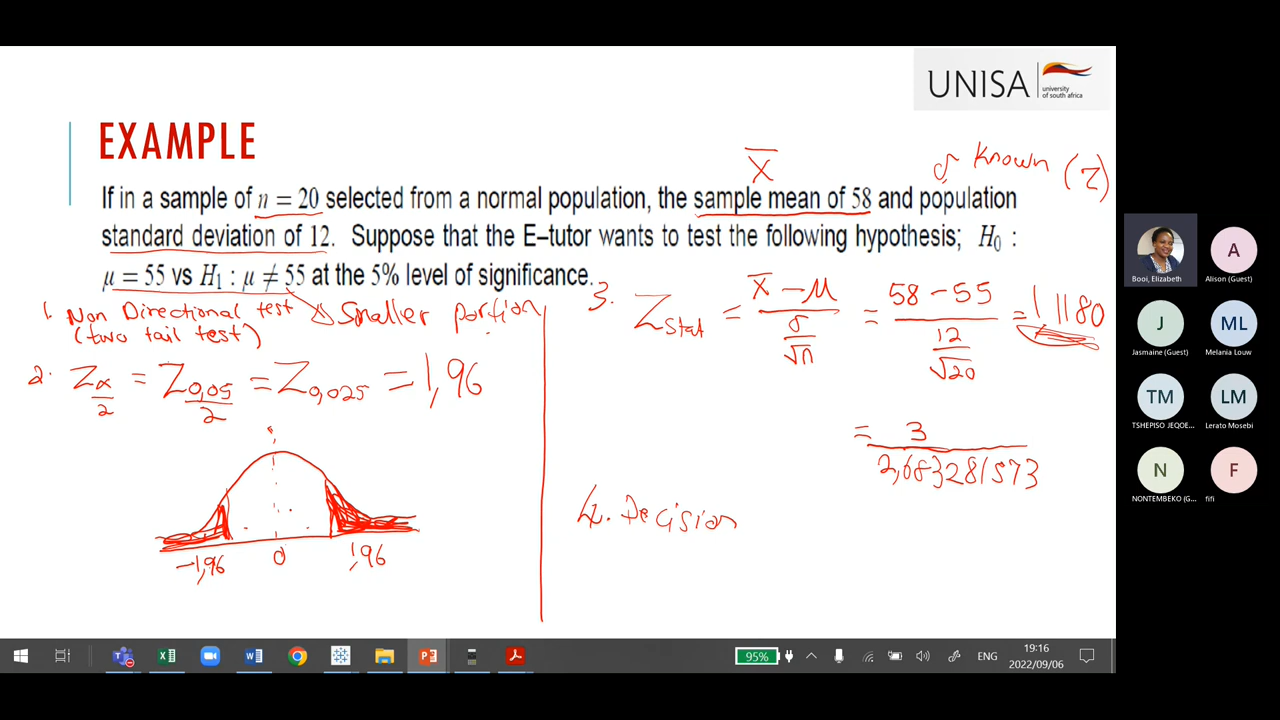 UNISA
university of south africa
EXAMPLE
X̄
σ Known (Z)
If in a sample of n = 20 selected from a normal population, the sample mean of 58 and population
standard deviation of 12. Suppose that the E–tutor wants to test the following hypothesis; H₀ :
μ = 55 vs H₁ : μ ≠ 55 at the 5% level of significance.
1. Non Directional test → Smaller portion
(two tail test)
2. Z α/2 = Z 0,05/2 = Z 0,025 = 1,96
-1,96 0 1,96
3. Z stat = (X̄ - μ) / (σ/√n) = (58 - 55) / (12/√20) = 1,1180
= 3 / 2,683281573
4. Decision
Booi, Elizabeth
A
Alison (Guest)
J
Jasmaine (Guest)
ML
Melania Louw
TM
TSHEPISO JEQOE...
LM
Lerato Mosebi
N
NONTEMBEKO (G...
F
fifi
95%
ENG
19:16
2022/09/06